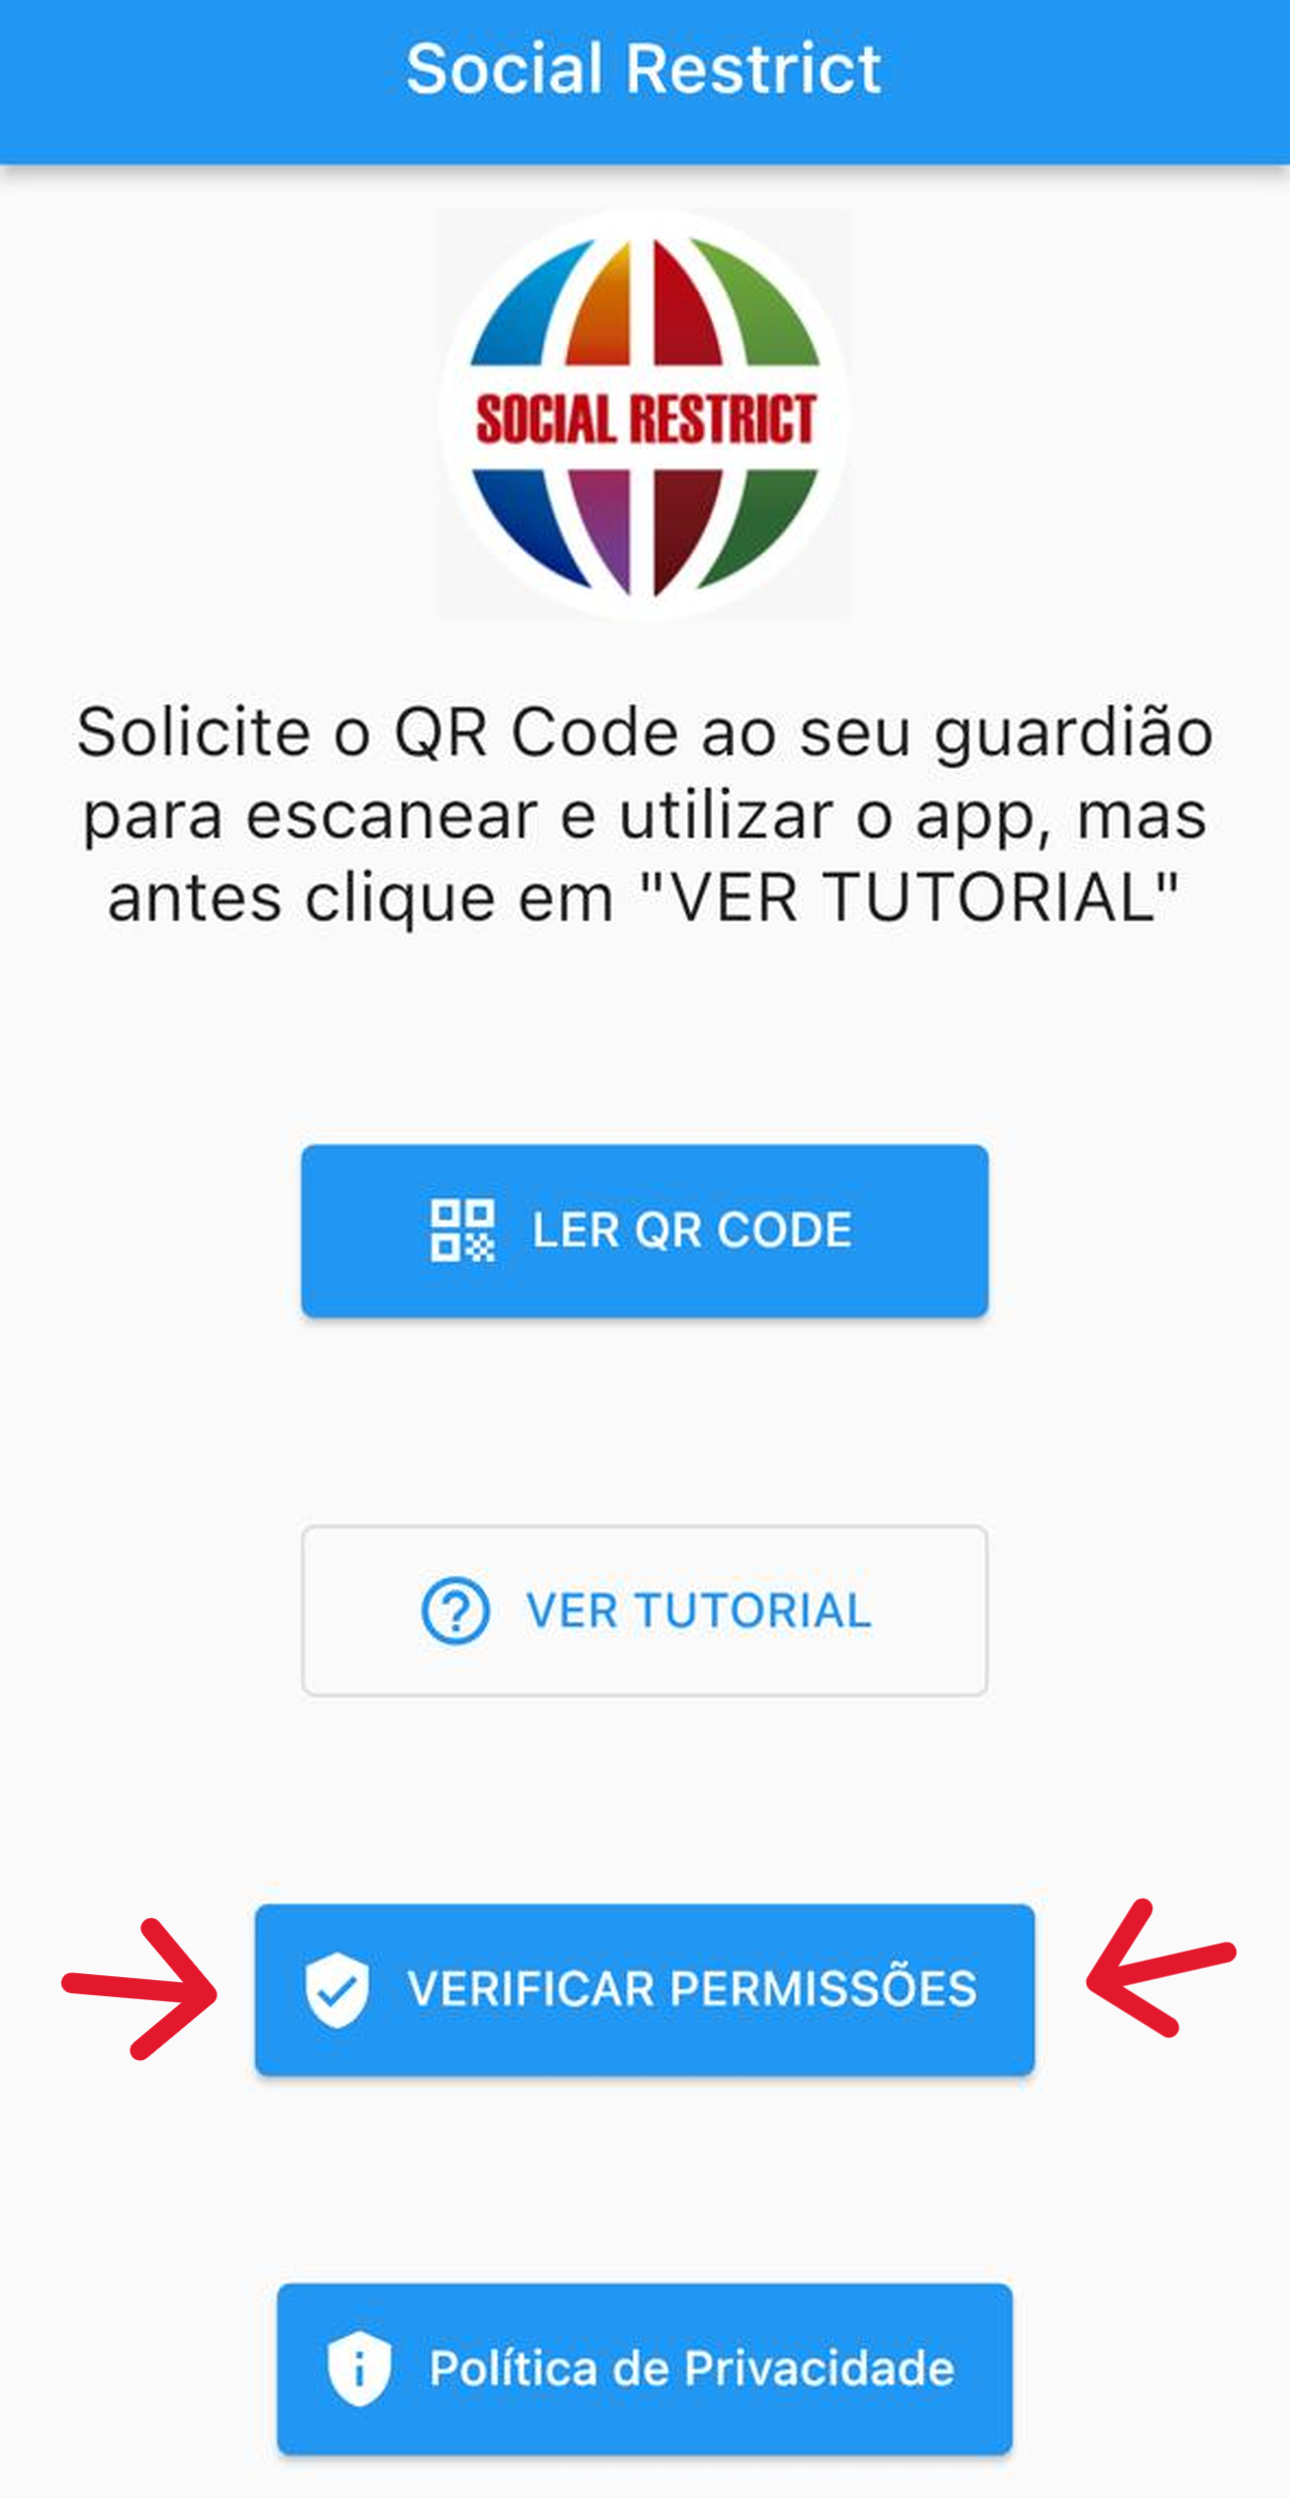 Social Restrict
SOCIAL RESTRICT
Solicite o QR Code ao seu guardião
para escanear e utilizar o app, mas
antes clique em "VER TUTORIAL"
LER QR CODE
VER TUTORIAL
VERIFICAR PERMISSÕES
Política de Privacidade